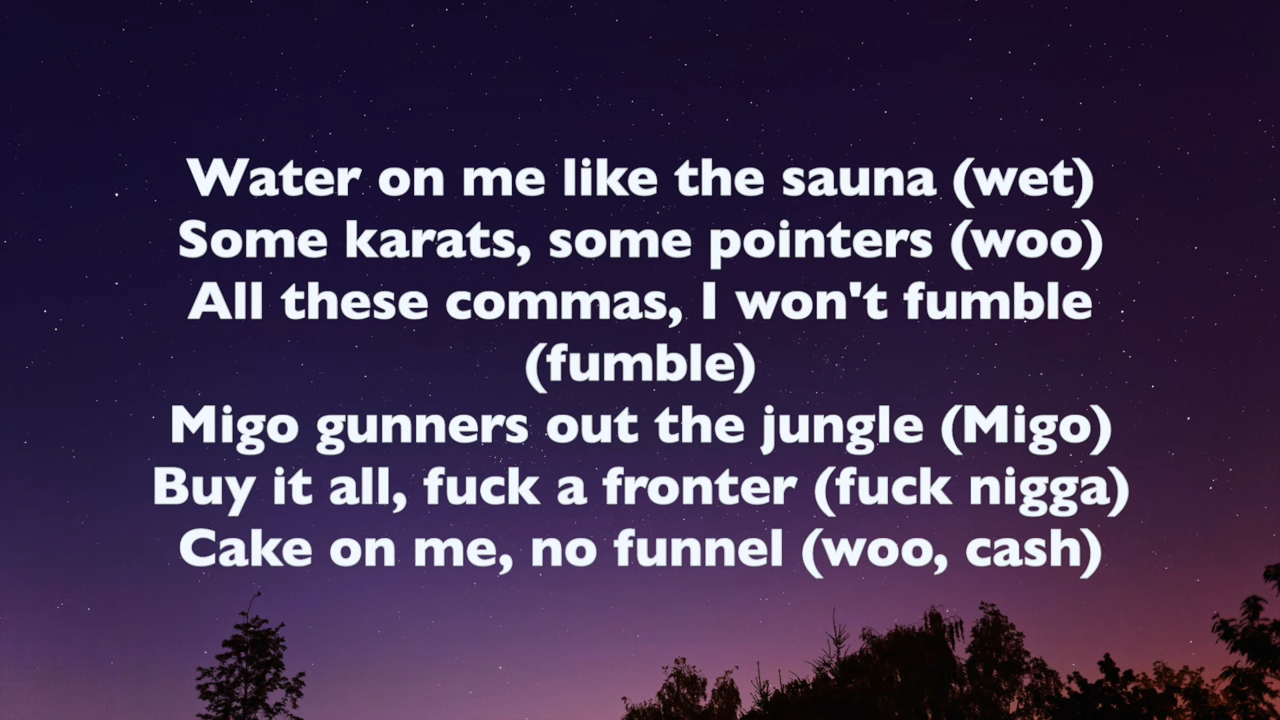 Water on me like the sauna (wet)
Some karats, some pointers (woo)
All these commas, I won't fumble
(fumble)
Migo gunners out the jungle (Migo)
Buy it all, fuck a fronter (fuck nigga)
Cake on me, no funnel (woo, cash)